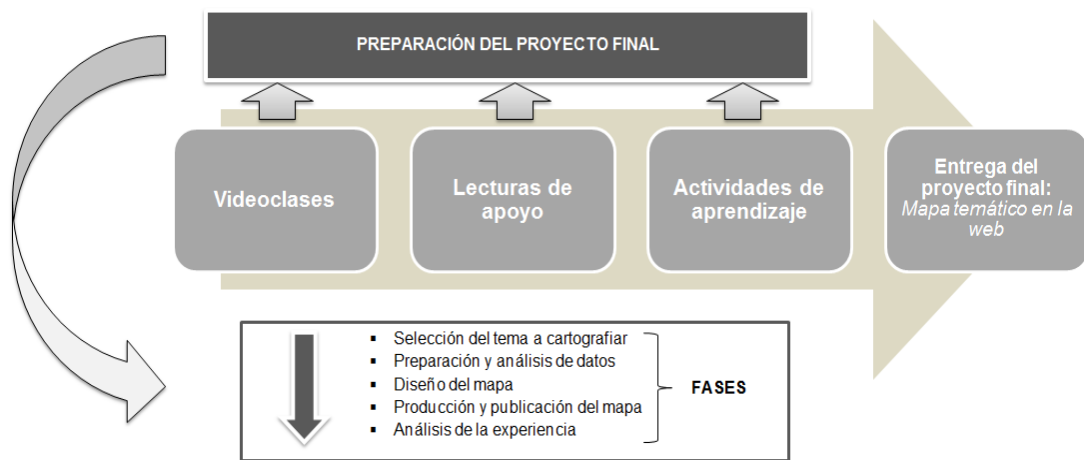 PREPARACIÓN DEL PROYECTO FINAL
Videoclases
Lecturas de
apoyo
Actividades de
aprendizaje
Entrega del
proyecto final:
Mapa temático en la
web
▪ Selección del tema a cartografiar
▪ Preparación y análisis de datos
▪ Diseño del mapa
▪ Producción y publicación del mapa
▪ Análisis de la experiencia
FASES